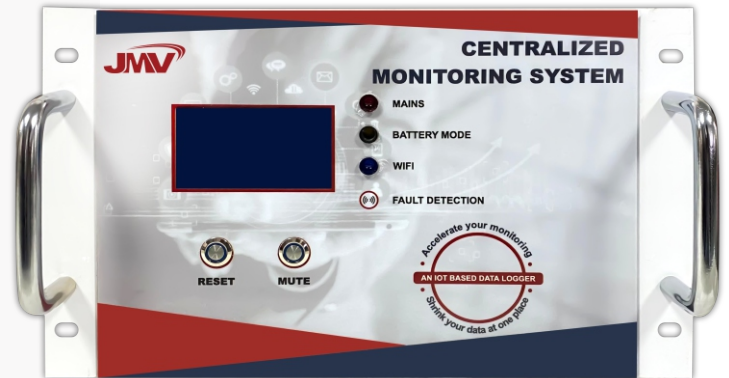 JMV
CENTRALIZED
MONITORING SYSTEM
MAINS
BATTERY MODE
WIFI
FAULT DETECTION
RESET
MUTE
Accelerate your monitoring
AN IOT BASED DATA LOGGER
Shrink your data at one place